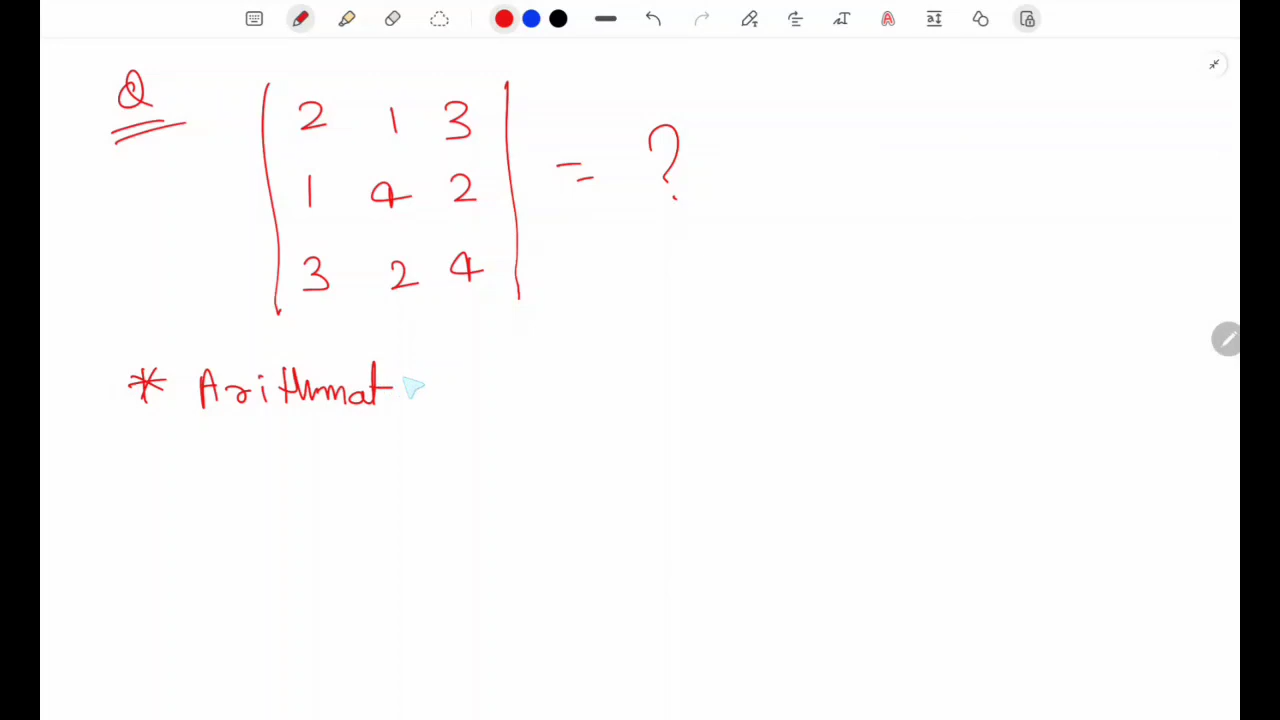 Q
| 2 1 3 |
| 1 4 2 | = ?
| 3 2 4 |
* Arithmat